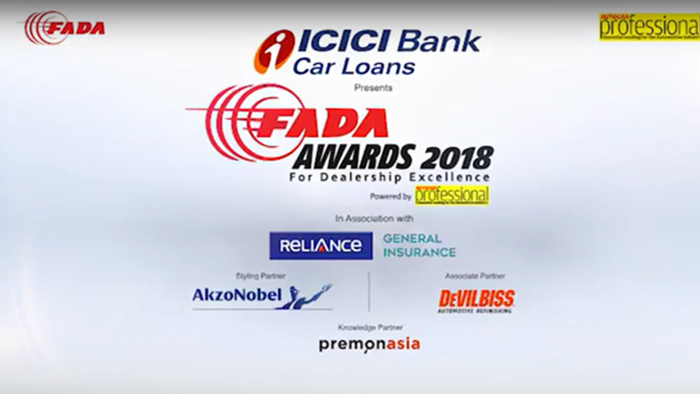 FADA
AUTOCAR
professional
ICICI Bank
Car Loans
Presents
FADA
AWARDS 2018
For Dealership Excellence
Powered by professional
In Association with
RELIANCE GENERAL
INSURANCE
Styling Partner Associate Partner
AkzoNobel DEVILBISS
AUTOMOTIVE REFINISHING
Knowledge Partner
premonasia